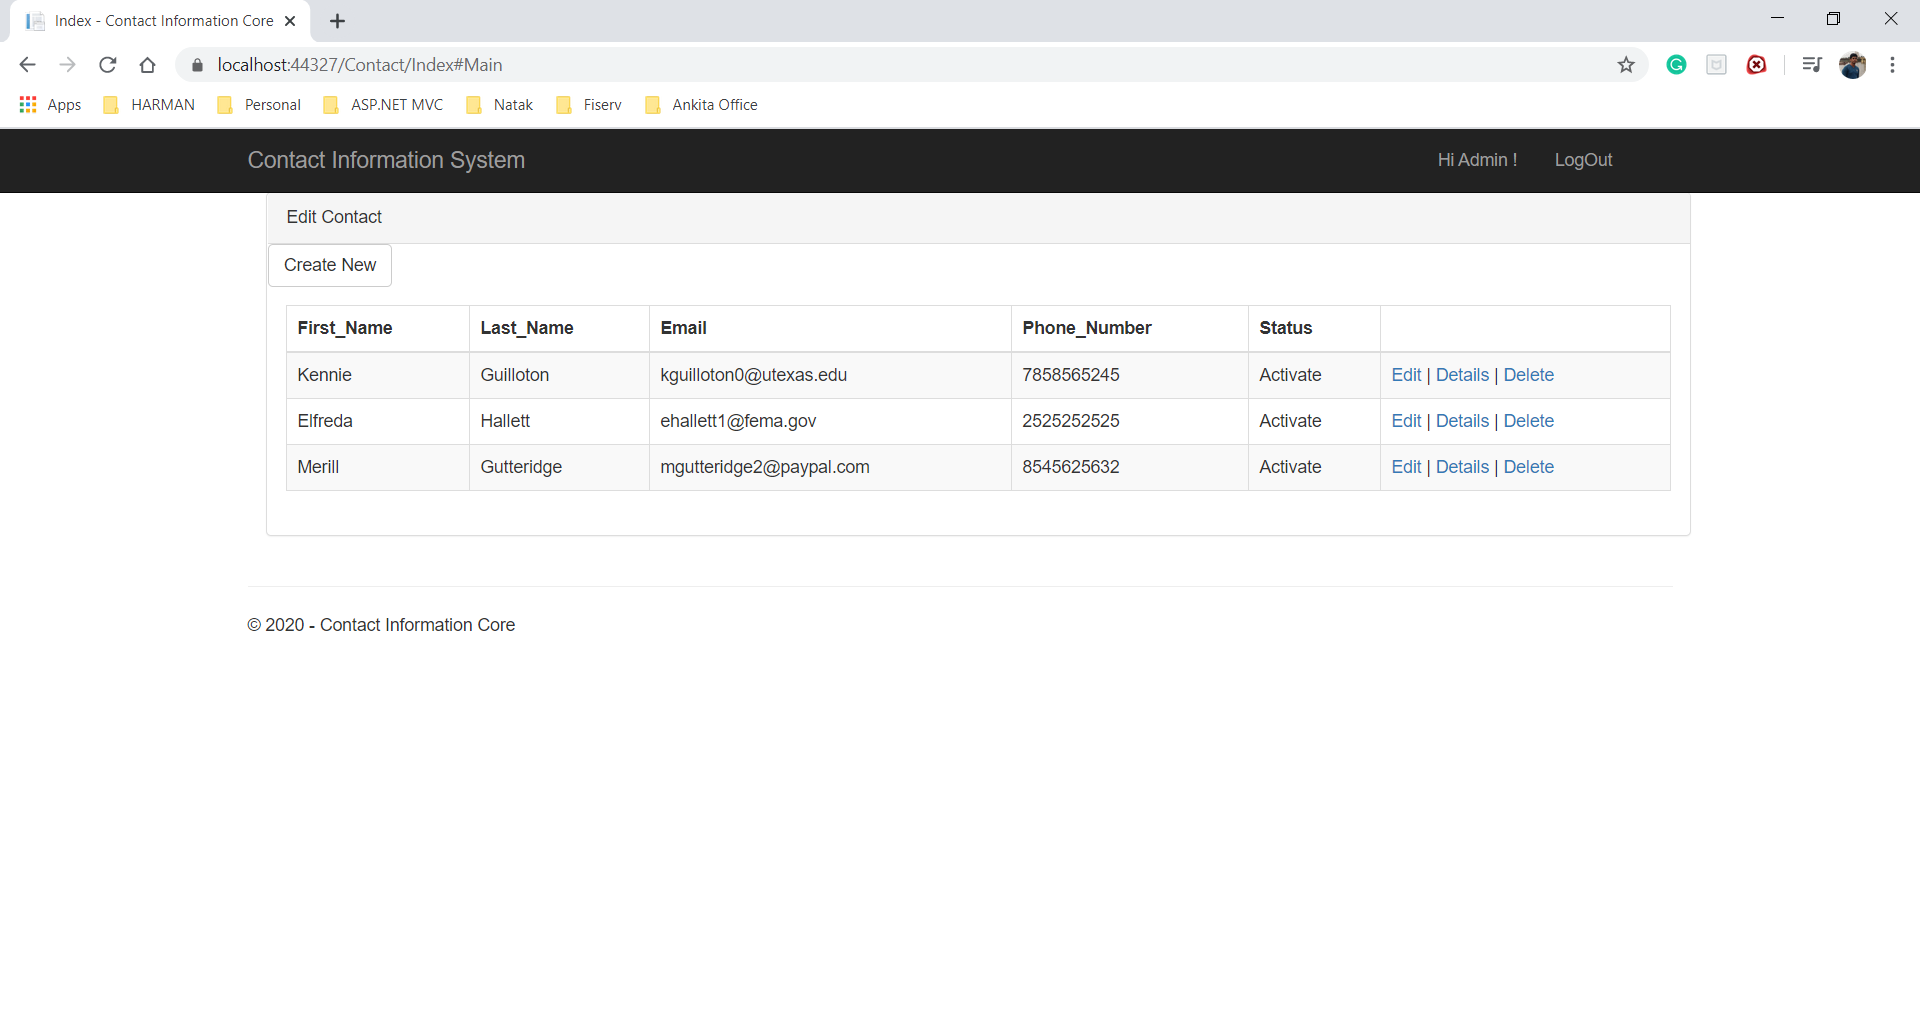 Index - Contact Information Core
localhost:44327/Contact/Index#Main
Apps HARMAN Personal ASP.NET MVC Natak Fiserv Ankita Office
Contact Information System Hi Admin ! LogOut
Edit Contact
Create New
First_Name Last_Name Email Phone_Number Status
Kennie Guilloton kguilloton0@utexas.edu 7858565245 Activate Edit | Details | Delete
Elfreda Hallett ehallett1@fema.gov 2525252525 Activate Edit | Details | Delete
Merill Gutteridge mgutteridge2@paypal.com 8545625632 Activate Edit | Details | Delete
© 2020 - Contact Information Core